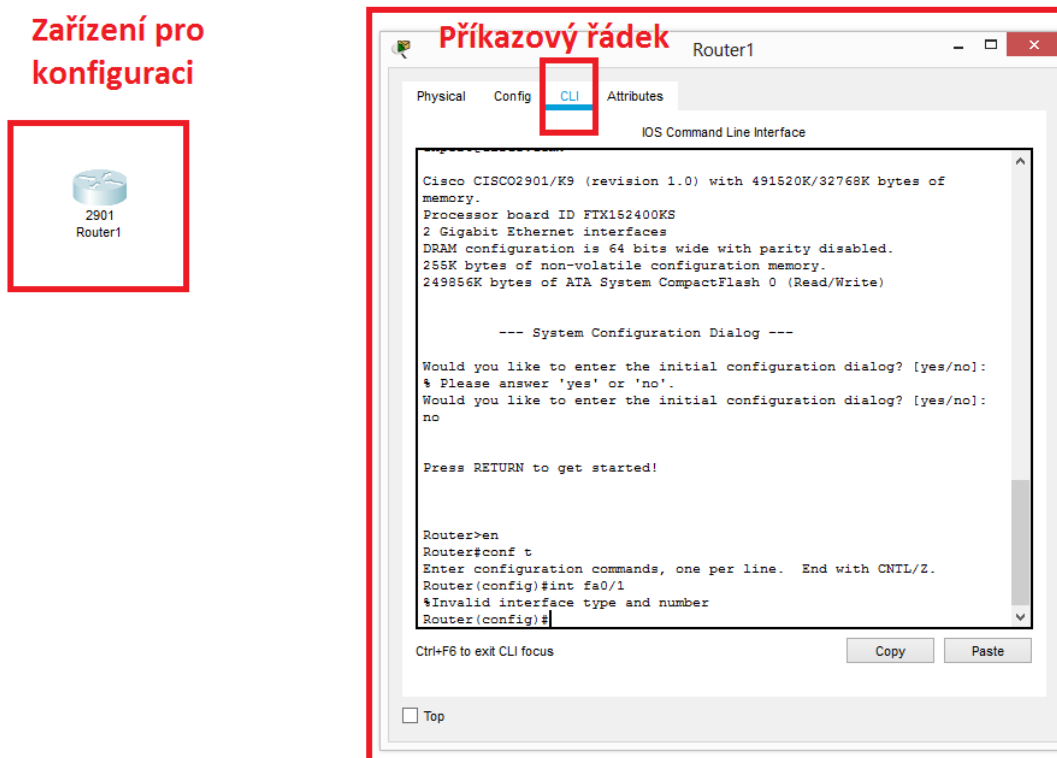 Zařízení pro
konfiguraci
2901
Router1
Příkazový řádek
Router1
Physical Config CLI Attributes
IOS Command Line Interface
Cisco CISCO2901/K9 (revision 1.0) with 491520K/32768K bytes of
memory.
Processor board ID FTX152400KS
2 Gigabit Ethernet interfaces
DRAM configuration is 64 bits wide with parity disabled.
255K bytes of non-volatile configuration memory.
249856K bytes of ATA System CompactFlash 0 (Read/Write)
--- System Configuration Dialog ---
Would you like to enter the initial configuration dialog? [yes/no]:
% Please answer 'yes' or 'no'.
Would you like to enter the initial configuration dialog? [yes/no]:
no
Press RETURN to get started!
Router>en
Router#conf t
Enter configuration commands, one per line. End with CNTL/Z.
Router(config)#int fa0/1
%Invalid interface type and number
Router(config)#
Ctrl+F6 to exit CLI focus
Copy Paste
Top